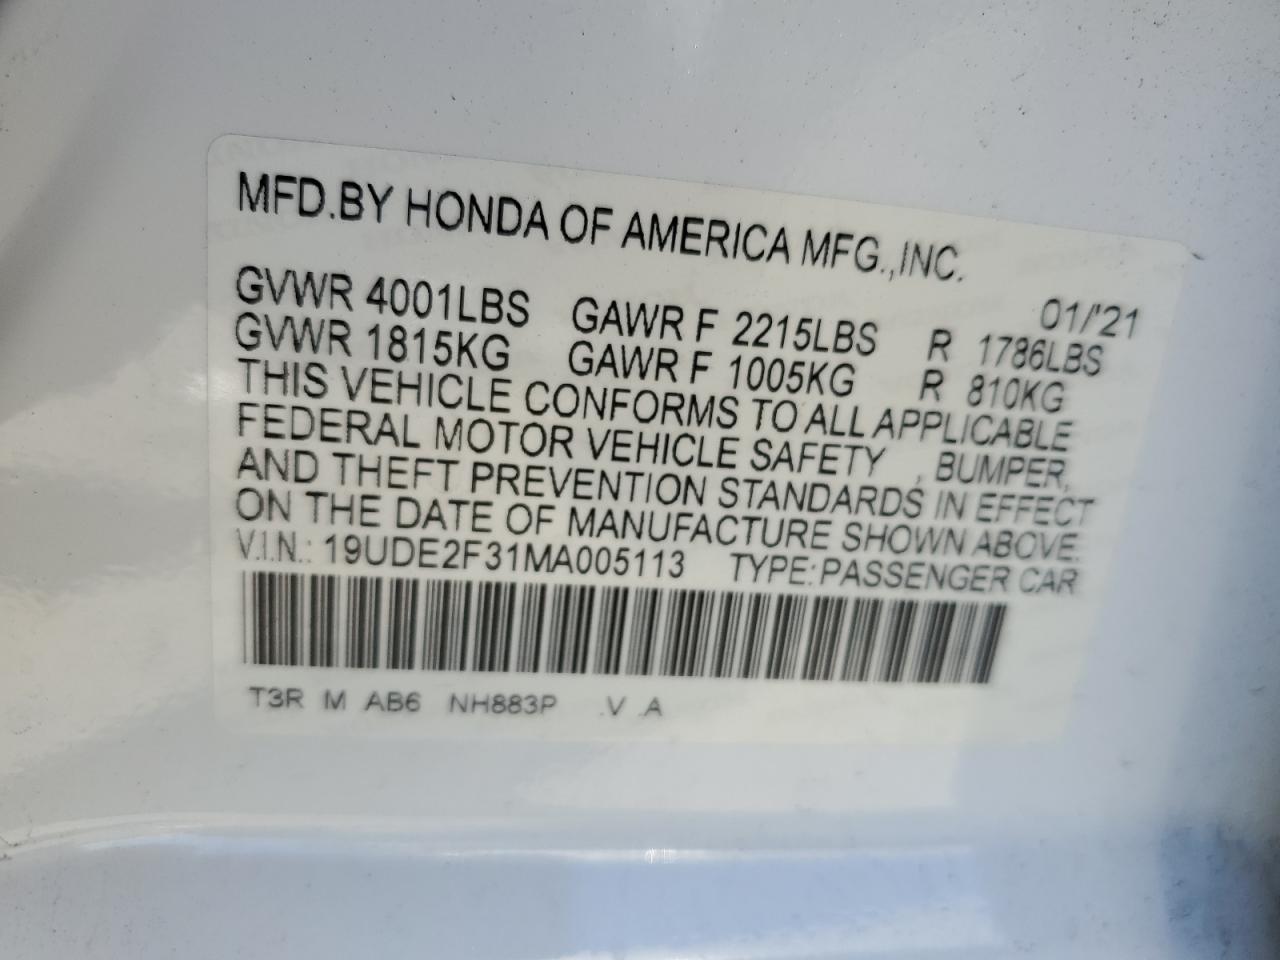 MFD.BY HONDA OF AMERICA MFG.,INC.
01/'21
GVWR 4001LBS GAWR F 2215LBS R 1786LBS
GVWR 1815KG GAWR F 1005KG R 810KG
THIS VEHICLE CONFORMS TO ALL APPLICABLE
FEDERAL MOTOR VEHICLE SAFETY , BUMPER,
AND THEFT PREVENTION STANDARDS IN EFFECT
ON THE DATE OF MANUFACTURE SHOWN ABOVE.
V.I.N.: 19UDE2F31MA005113 TYPE:PASSENGER CAR
T3R M AB6 NH883P .V .A